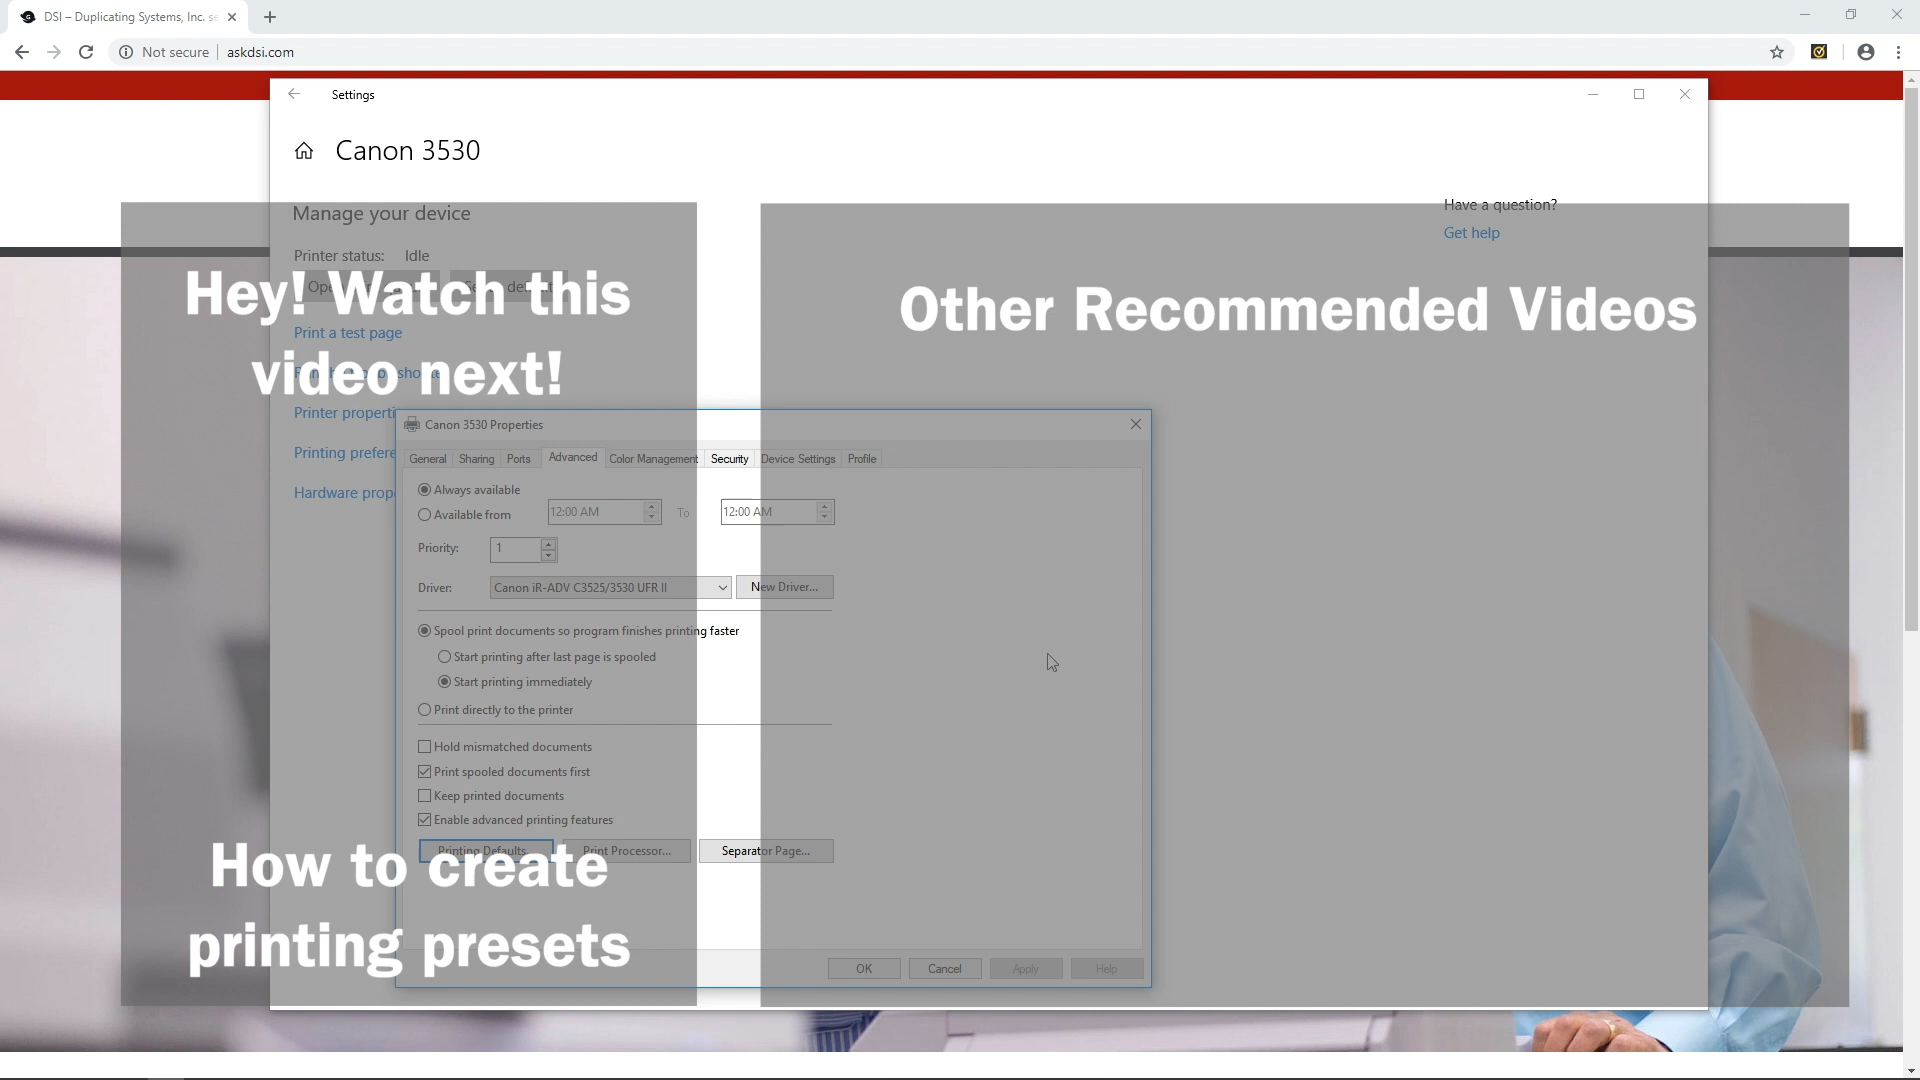 DSI – Duplicating Systems, Inc. se
Not secure
askdsi.com
Settings
Canon 3530
Manage your device
Have a question?
Get help
Printer status: Idle
Hey! Watch this
video next!
Other Recommended Videos
Print a test page
Printer properti
Printing prefere
Hardware prop
Canon 3530 Properties
General Sharing Ports Advanced Color Management Security Device Settings Profile
Always available
Available from 12:00 AM To 12:00 AM
Priority: 1
Driver: Canon iR-ADV C3525/3530 UFR II New Driver...
Spool print documents so program finishes printing faster
Start printing after last page is spooled
Start printing immediately
Print directly to the printer
Hold mismatched documents
Print spooled documents first
Keep printed documents
Enable advanced printing features
Printing Defaults... Print Processor... Separator Page...
How to create
printing presets
OK Cancel Apply Help